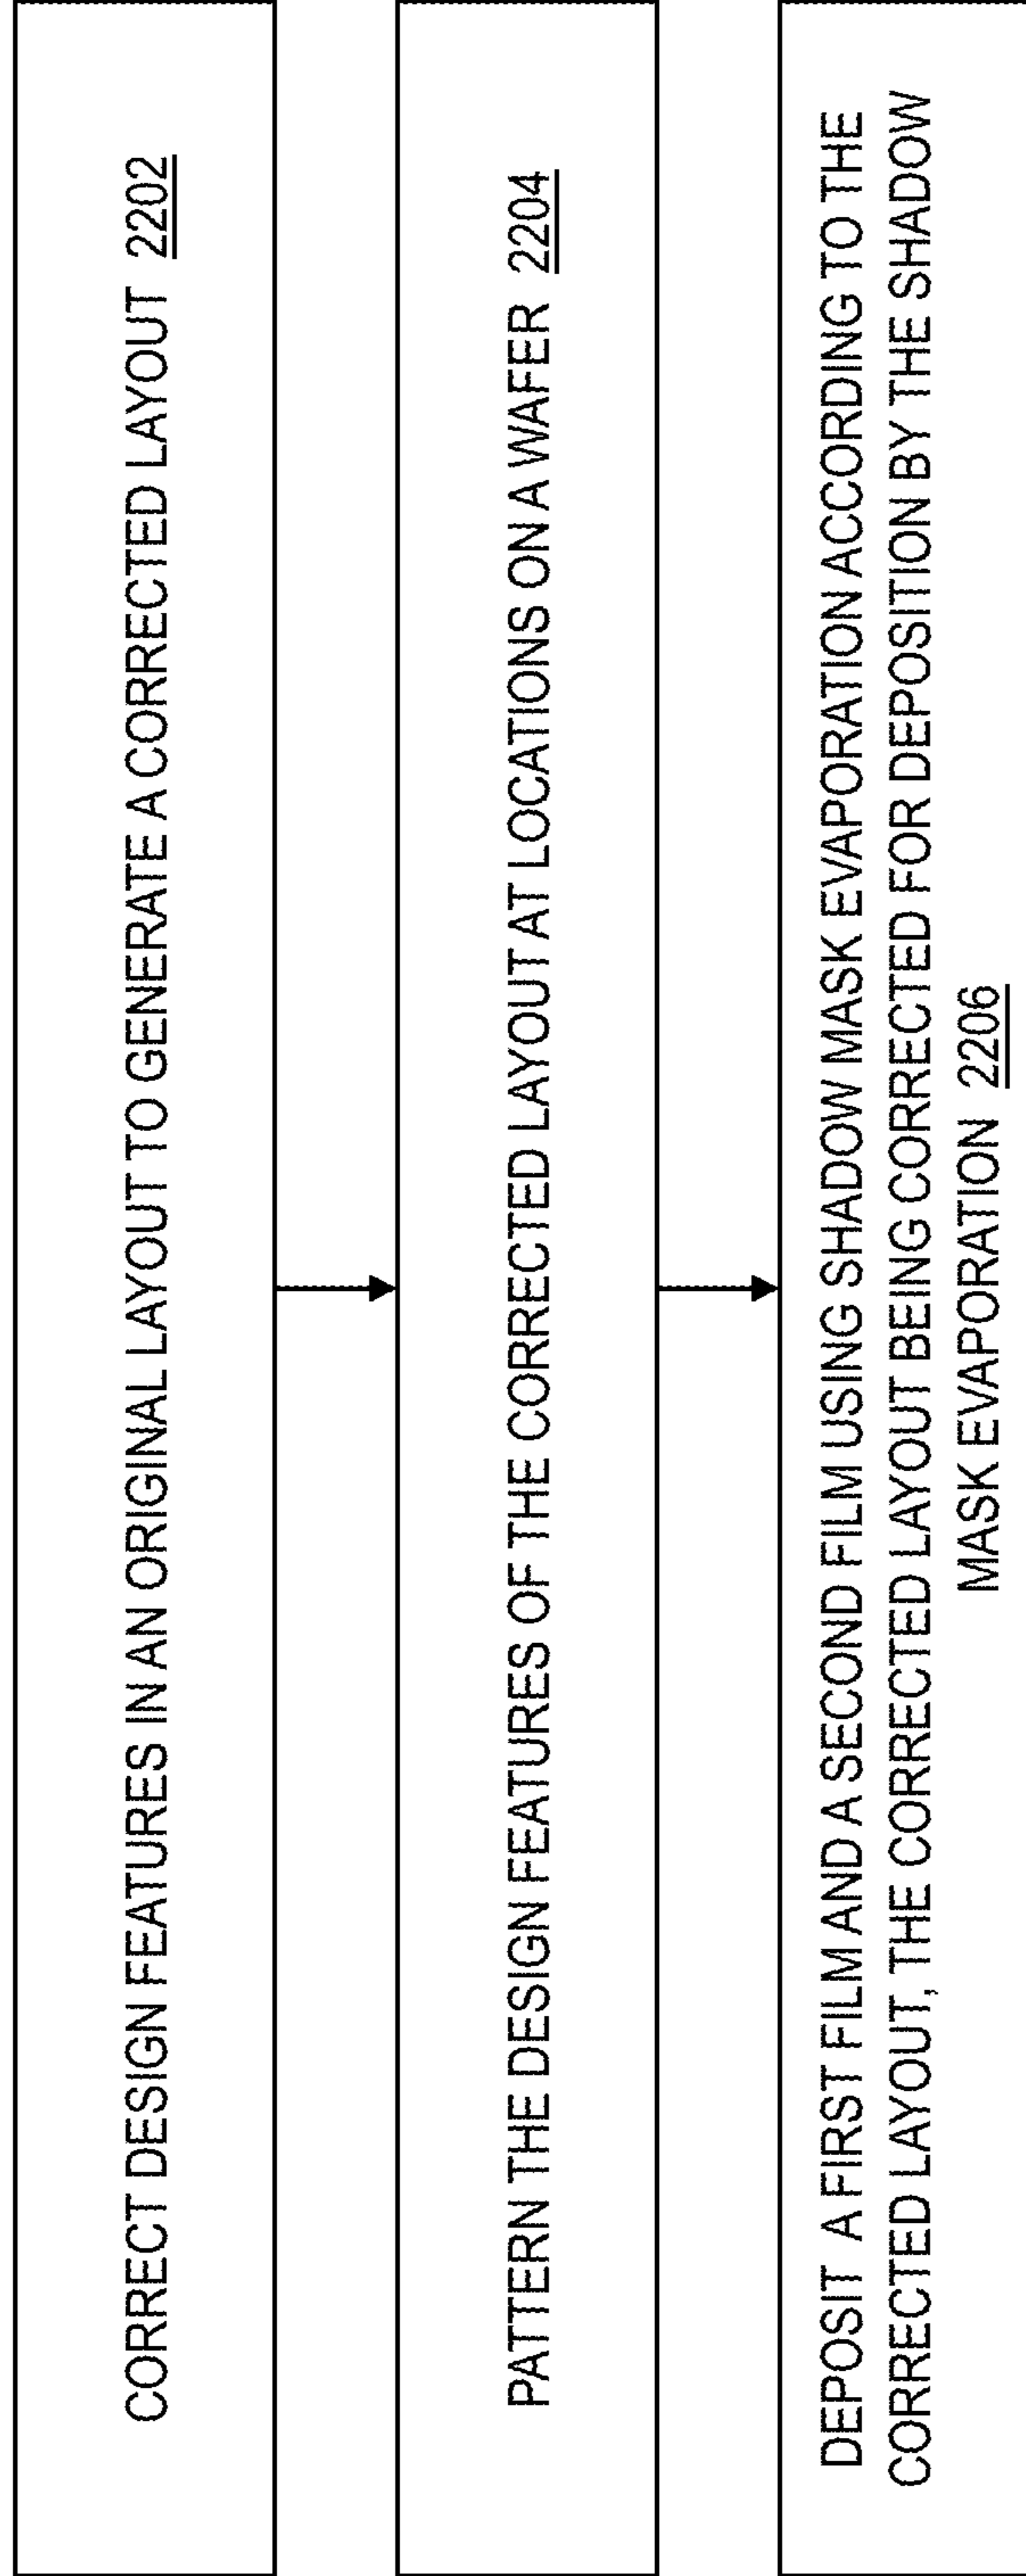 CORRECT DESIGN FEATURES IN AN ORIGINAL LAYOUT TO GENERATE A CORRECTED LAYOUT 2202
PATTERN THE DESIGN FEATURES OF THE CORRECTED LAYOUT AT LOCATIONS ON A WAFER 2204
DEPOSIT A FIRST FILM AND A SECOND FILM USING SHADOW MASK EVAPORATION ACCORDING TO THE
CORRECTED LAYOUT, THE CORRECTED LAYOUT BEING CORRECTED FOR DEPOSITION BY THE SHADOW
MASK EVAPORATION 2206